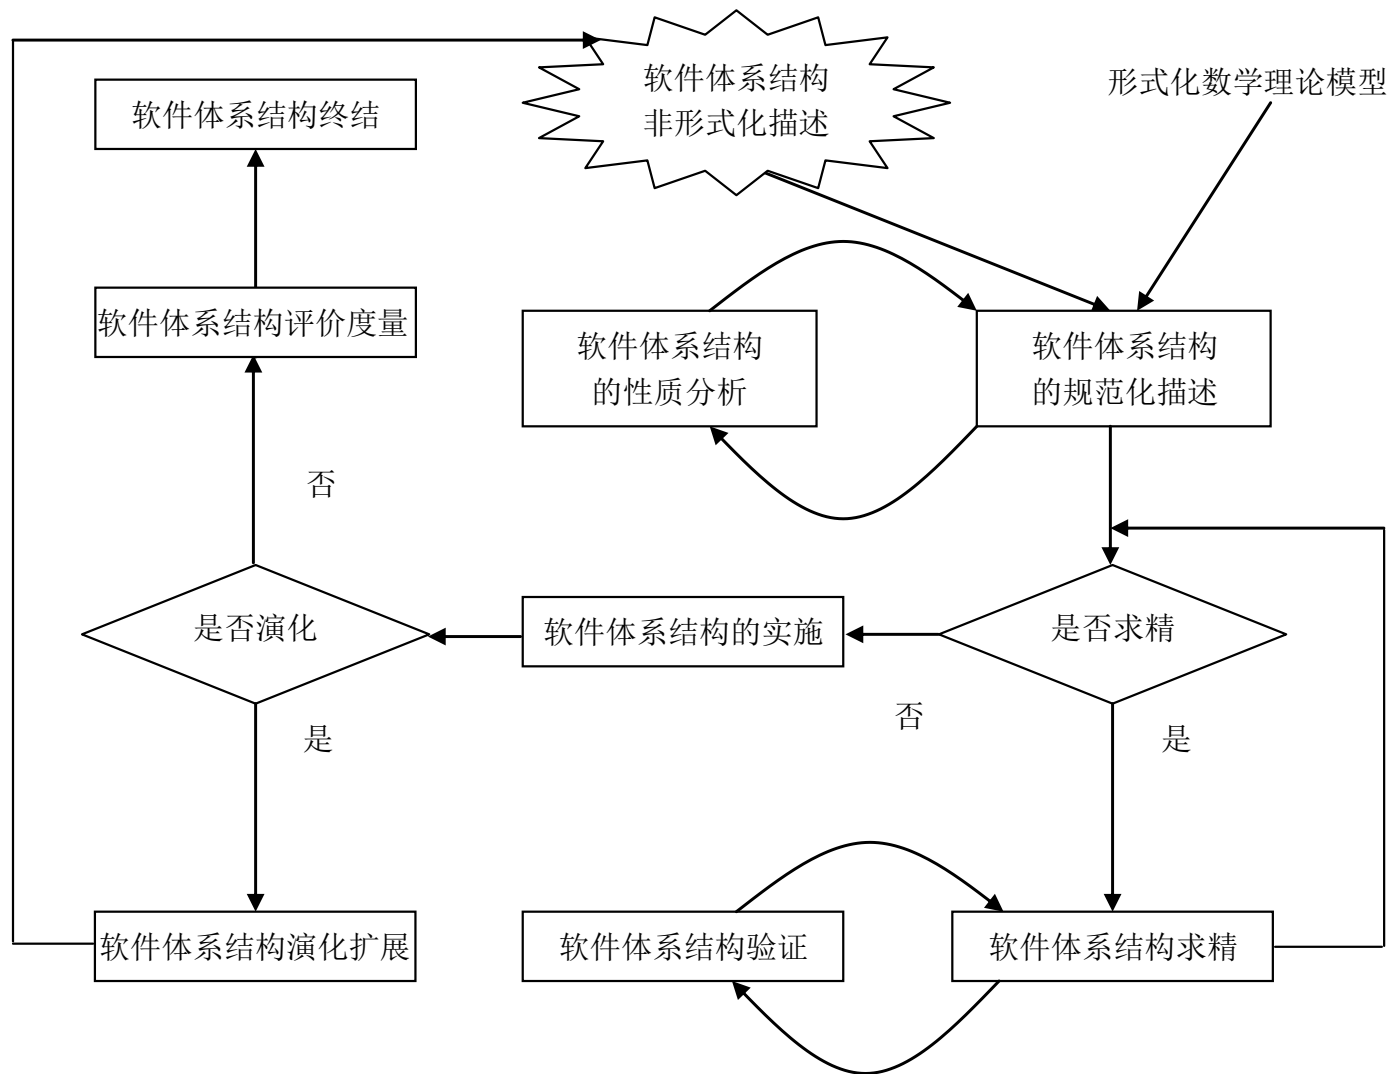 软件体系结构
非形式化描述
形式化数学理论模型
软件体系结构终结
软件体系结构评价度量
软件体系结构
的性质分析
软件体系结构
的规范化描述
否
是否演化
软件体系结构的实施
是否求精
否
是
是
软件体系结构演化扩展
软件体系结构验证
软件体系结构求精